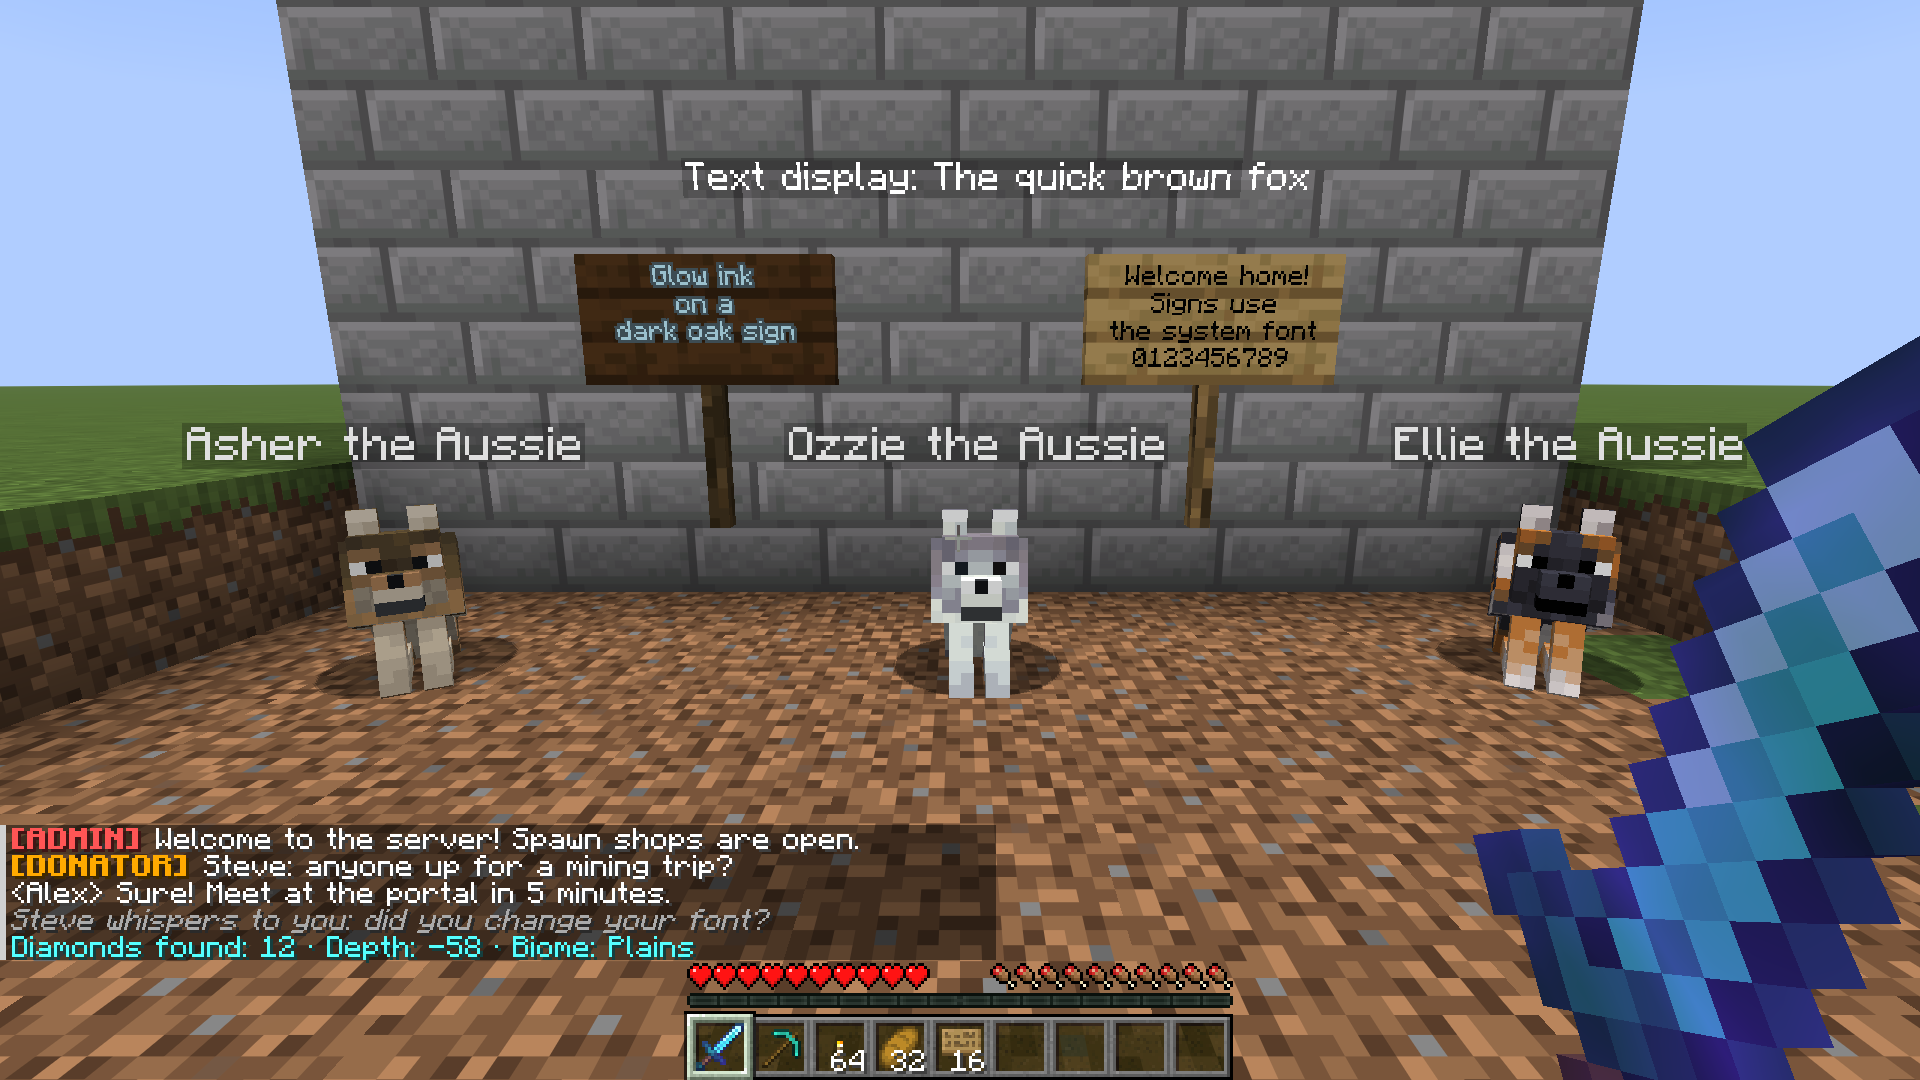 Text display: The quick brown fox
Glow ink
on a
dark oak sign
Welcome home!
Signs use
the system font
0123456789
Asher the Aussie
Ozzie the Aussie
Ellie the Aussie
[ADMIN] Welcome to the server! Spawn shops are open.
[DONATOR] Steve: anyone up for a mining trip?
<Alex> Sure! Meet at the portal in 5 minutes.
Steve whispers to you: did you change your font?
Diamonds found: 12 · Depth: -58 · Biome: Plains
64 32 16